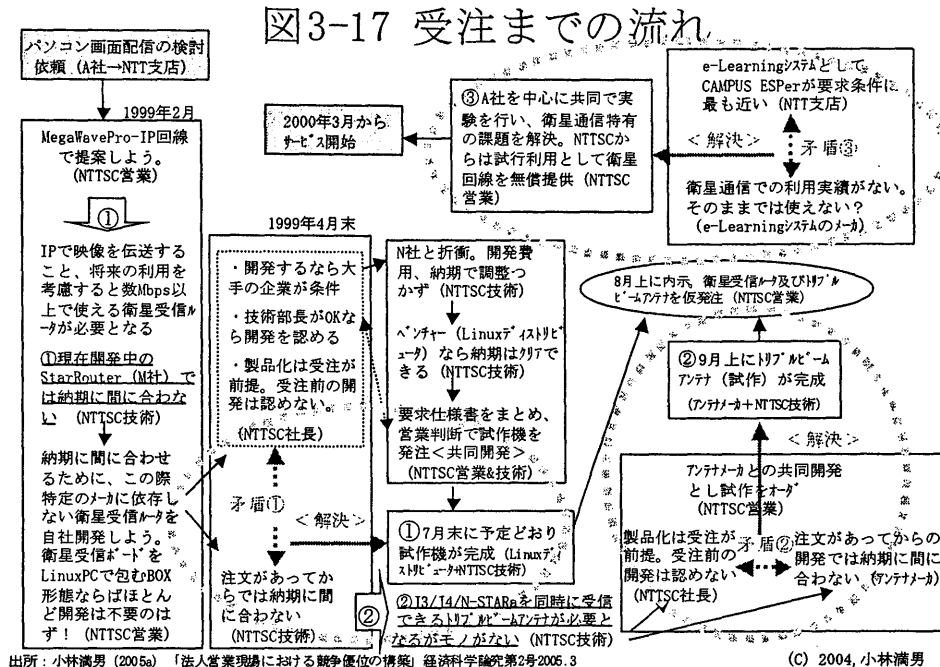 図3-17 受注までの流れ
パソコン画面配信の検討
依頼（A社→NTT支店）
1999年2月
MegaWavePro-IP回線
で提案しよう。
(NTTSC営業)
①
IPで映像を伝送する
こと、将来の利用を
考慮すると数Mbps以
上で使える衛星受信ﾙ
ｰﾀが必要となる
①現在開発中の
StarRouter（M社）で
は納期に間に合わな
い（NTTSC技術）
納期に間に合わせ
るために、この際
特定のﾒｰｶに依存し
ない衛星受信ﾙｰﾀを
自社開発しよう。
衛星受信ﾎﾞｰﾄﾞを
LinuxPCで包むBOX
形態ならばほとん
ど開発は不要のは
ず！（NTTSC営業）
1999年4月末
・開発するなら大
手の企業が条件
・技術部長がOKな
ら開発を認める
・製品化は受注が
前提。受注前の開
発は認めない。
(NTTSC社長)
矛盾①
＜解決＞
注文があってか
らでは納期に間
に合わない
(NTTSC技術)
N社と折衝。開発費
用、納期で調整つ
かず（NTTSC技術）
ﾍﾞﾝﾁｬｰ（Linuxﾃﾞｨｽﾄﾘﾋﾞ
ｭｰﾀ）なら納期はｸﾘｱで
きる（NTTSC技術）
要求仕様書をまとめ、
営業判断で試作機を
発注＜共同開発＞
(NTTSC営業&技術)
①7月末に予定どおり
試作機が完成（Linuxﾃﾞｨ
ｽﾄﾘﾋﾞｭｰﾀ+NTTSC技術)
②
②J3/J4/N-STARaを同時に受信
できるﾄﾘﾌﾟﾙﾋﾞｰﾑｱﾝﾃﾅが必要と
なるがモノがない（NTTSC技術）
2000年3月から
ｻｰﾋﾞｽ開始
③A社を中心に共同で実
験を行い、衛星通信特有
の課題を解決。NTTSCか
らは試行利用として衛星
回線を無償提供（NTTSC
営業）
＜解決＞
e-Learningｼｽﾃﾑとして
CAMPUS ESPerが要求条件に
最も近い（NTT支店）
矛盾③
衛星通信での利用実績がない。
そのままでは使えない？
(e-Learningｼｽﾃﾑのﾒｰｶ)
8月上に内示。衛星受信ﾙｰﾀ及びﾄﾘﾌﾟﾙ
ﾋﾞｰﾑｱﾝﾃﾅを仮発注（NTTSC営業）
②9月上にﾄﾘﾌﾟﾙﾋﾞｰﾑ
ｱﾝﾃﾅ（試作）が完成
(ｱﾝﾃﾅﾒｰｶ+NTTSC技術)
＜解決＞
ｱﾝﾃﾅﾒｰｶとの共同開発
とし試作をｵｰﾀﾞ
(NTTSC営業)
製品化は受注が
前提。受注前の
開発は認めない
(NTTSC社長)
矛盾②
注文があってからの
開発では納期に間に
合わない（ｱﾝﾃﾅﾒｰｶ）
出所：小林満男（2005a）「法人営業現場における競争優位の構築」経済科学論究第2号2005.3
(C) 2004, 小林満男